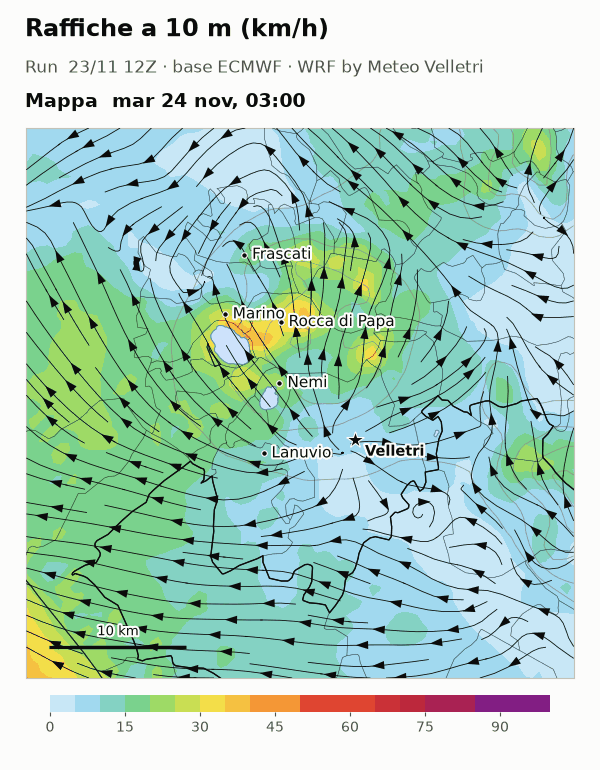 Raffiche a 10 m (km/h)
Run  23/11 12Z · base ECMWF · WRF by Meteo Velletri
Mappa  mar 24 nov, 03:00
Frascati
Marino
Rocca di Papa
Nemi
Velletri
Lanuvio
10 km
0 15 30 45 60 75 90